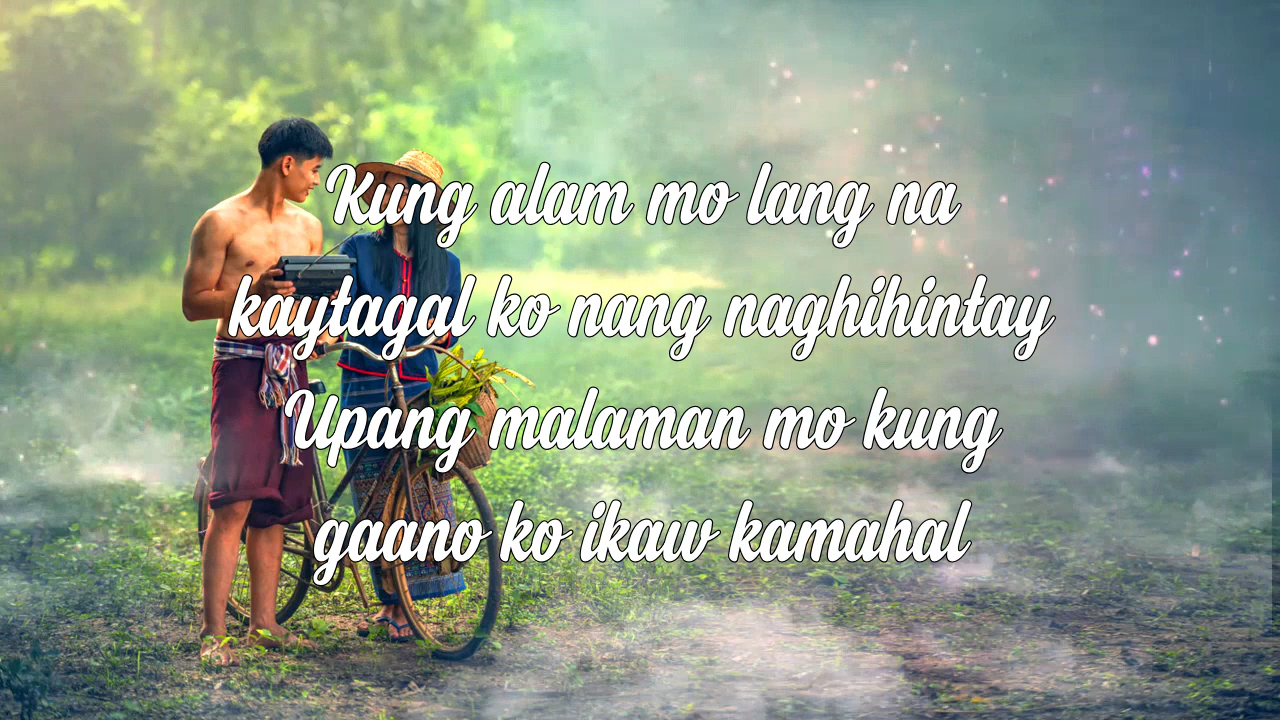 Kung alam mo lang na
kaytagal ko nang naghihintay
Upang malaman mo kung
gaano ko ikaw kamahal